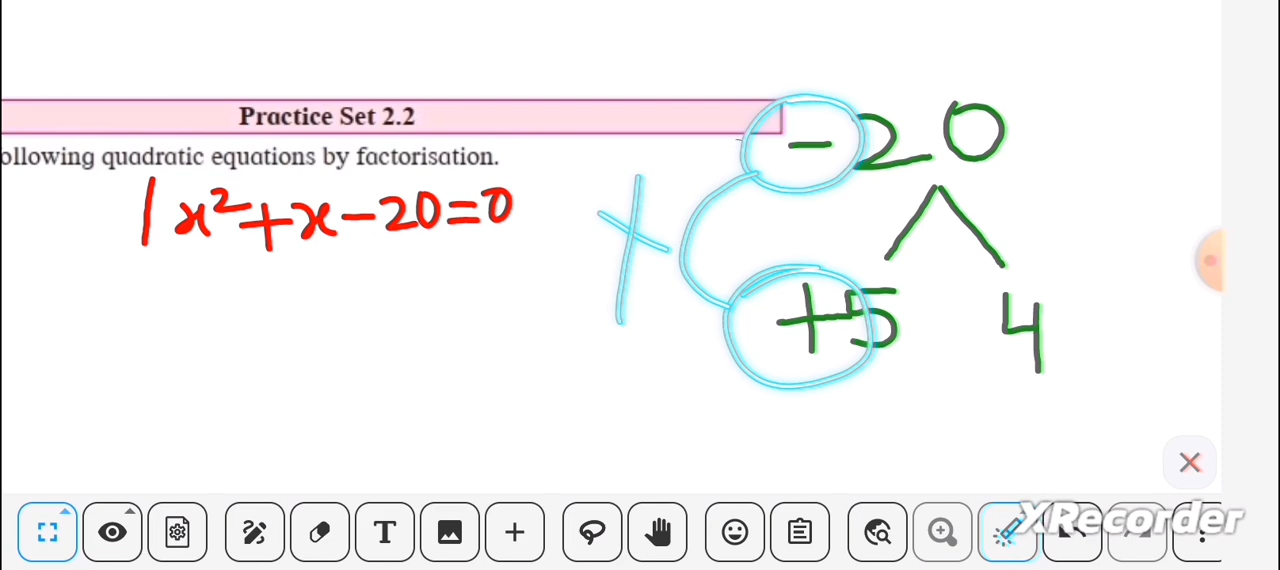 Practice Set 2.2
ollowing quadratic equations by factorisation.
1x²+x-20=0
-20
+5 4
XRecorder